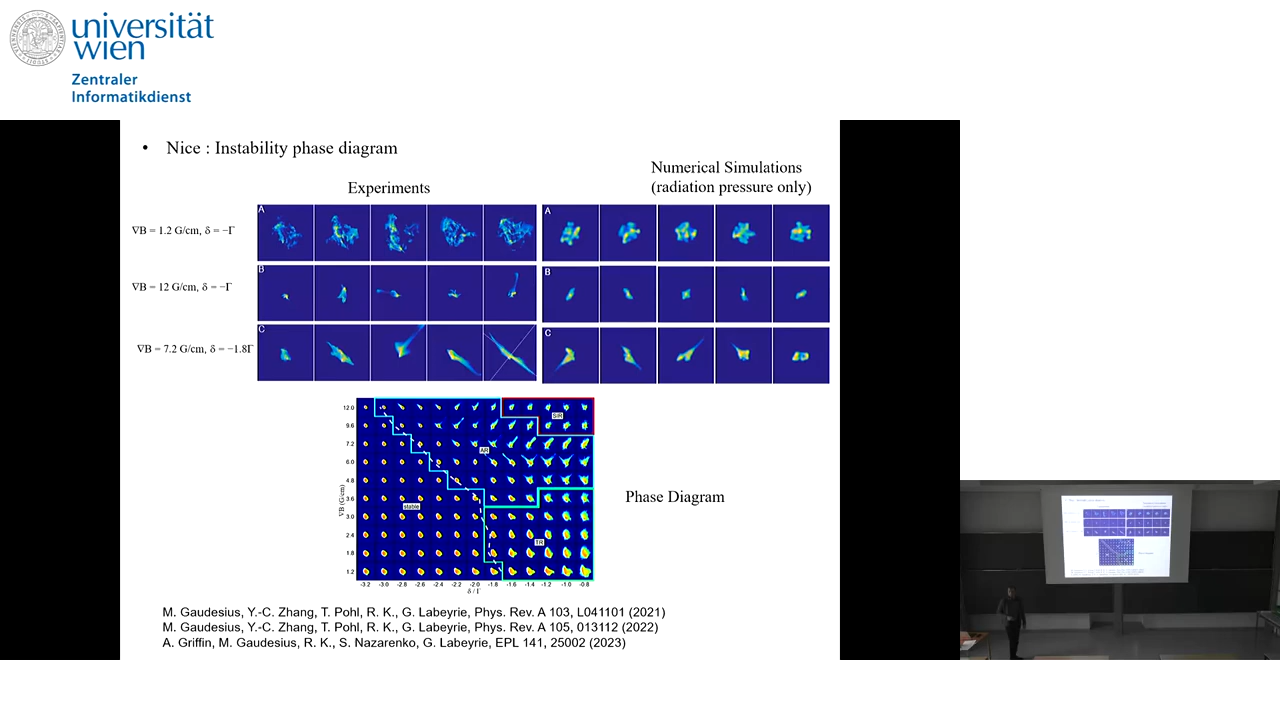 universität
wien
Zentraler
Informatikdienst
• Nice : Instability phase diagram
Numerical Simulations
(radiation pressure only)
Experiments
∇B = 1.2 G/cm, δ = −Γ
A
A
∇B = 12 G/cm, δ = −Γ
B
B
∇B = 7.2 G/cm, δ = −1.8Γ
C
C
12.0
9.6
7.2
6.0
4.8
3.6
3.0
2.4
1.8
1.2
∇B (G/cm)
AR
stable
Phase Diagram
-3.2 -3.0 -2.8 -2.6 -2.4 -2.2 -2.0 -1.8 -1.6 -1.4 -1.2 -1.0 -0.8
δ / Γ
M. Gaudesius, Y.-C. Zhang, T. Pohl, R. K., G. Labeyrie, Phys. Rev. A 103, L041101 (2021)
M. Gaudesius, Y.-C. Zhang, T. Pohl, R. K., G. Labeyrie, Phys. Rev. A 105, 013112 (2022)
A. Griffin, M. Gaudesius, R. K., S. Nazarenko, G. Labeyrie, EPL 141, 25002 (2023)